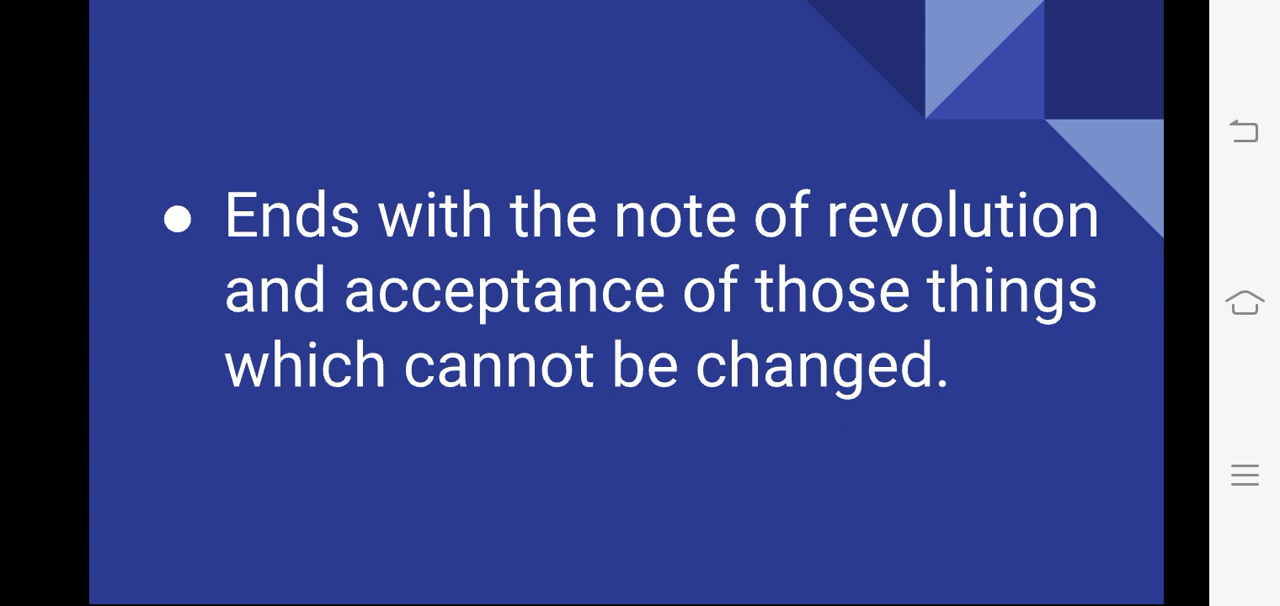 ● Ends with the note of revolution
and acceptance of those things
which cannot be changed.